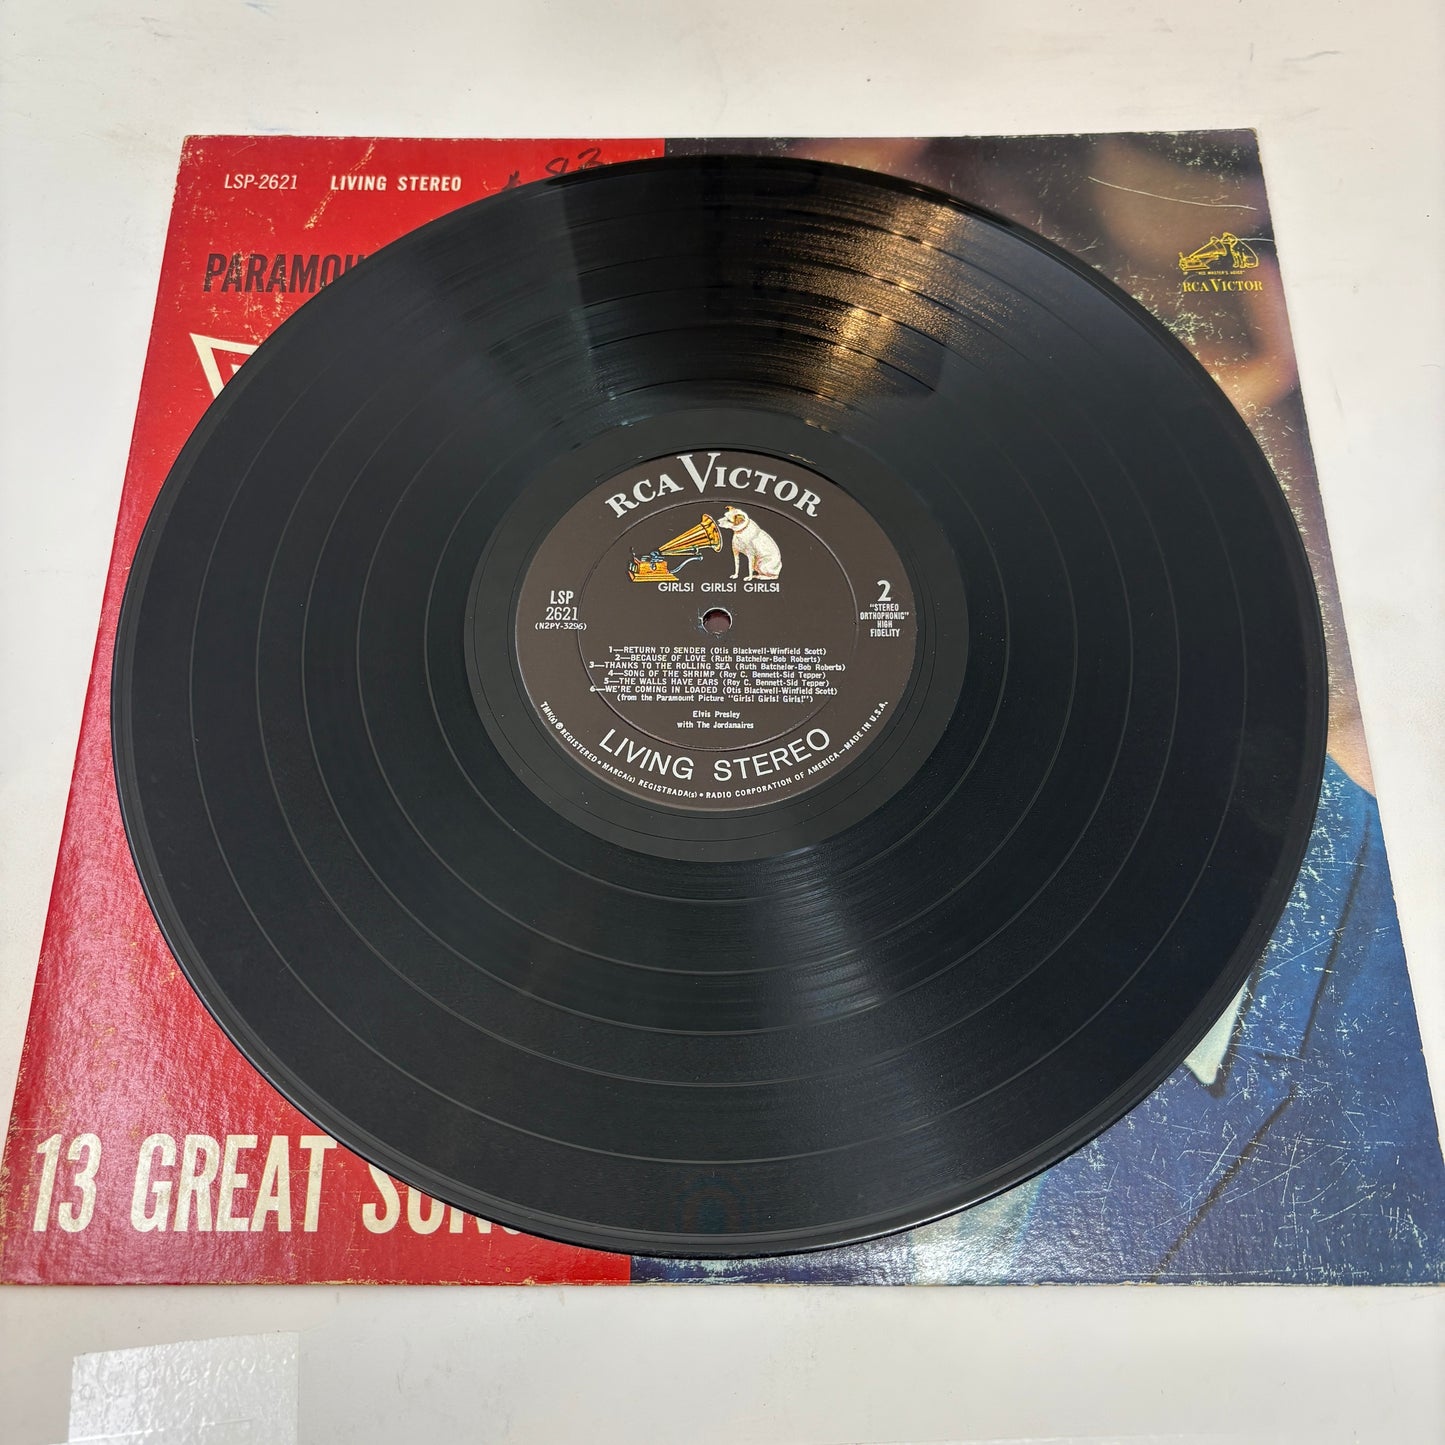 LSP-2621 LIVING STEREO
83
PARAMOU
"HIS MASTER'S VOICE"
RCA VICTOR
RCA VICTOR
GIRLS! GIRLS! GIRLS!
LSP
2621
(N2PY-3296)
2
"STEREO
ORTHOPHONIC"
HIGH
FIDELITY
1—RETURN TO SENDER (Otis Blackwell-Winfield Scott)
2—BECAUSE OF LOVE (Ruth Batchelor-Bob Roberts)
3—THANKS TO THE ROLLING SEA (Ruth Batchelor-Bob Roberts)
4—SONG OF THE SHRIMP (Roy C. Bennett-Sid Tepper)
5—THE WALLS HAVE EARS (Roy C. Bennett-Sid Tepper)
6—WE'RE COMING IN LOADED (Otis Blackwell-Winfield Scott)
(from the Paramount Picture "Girls! Girls! Girls!")
Elvis Presley
with The Jordanaires
LIVING STEREO
TMK(s) ® REGISTERED • MARCA(s) REGISTRADA(s) • RADIO CORPORATION OF AMERICA—MADE IN U.S.A.
13 GREAT SONG